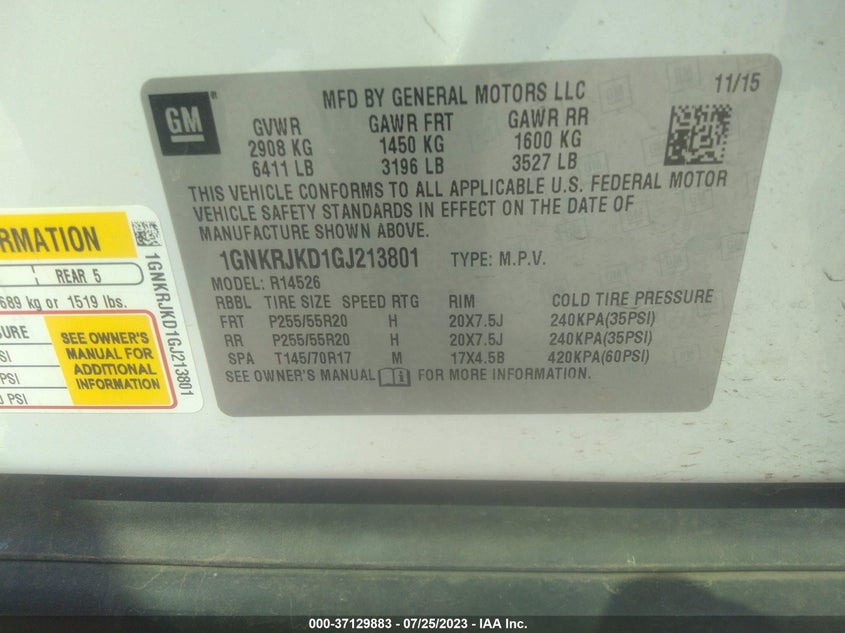 GM
MFD BY GENERAL MOTORS LLC
11/15
GVWR GAWR FRT GAWR RR
2908 KG 1450 KG 1600 KG
6411 LB 3196 LB 3527 LB
THIS VEHICLE CONFORMS TO ALL APPLICABLE U.S. FEDERAL MOTOR
VEHICLE SAFETY STANDARDS IN EFFECT ON THE DATE OF
MANUFACTURE SHOWN ABOVE.
1GNKRJKD1GJ213801 TYPE: M.P.V.
MODEL: R14526
RBBL TIRE SIZE SPEED RTG RIM COLD TIRE PRESSURE
FRT P255/55R20 H 20X7.5J 240KPA(35PSI)
RR P255/55R20 H 20X7.5J 240KPA(35PSI)
SPA T145/70R17 M 17X4.5B 420KPA(60PSI)
SEE OWNER'S MANUAL FOR MORE INFORMATION.
RMATION
REAR 5
689 kg or 1519 lbs.
SURE
SI
PSI
PSI
SEE OWNER'S
MANUAL FOR
ADDITIONAL
INFORMATION
1GNKRJKD1GJ213801
000-37129883 - 07/25/2023 - IAA Inc.